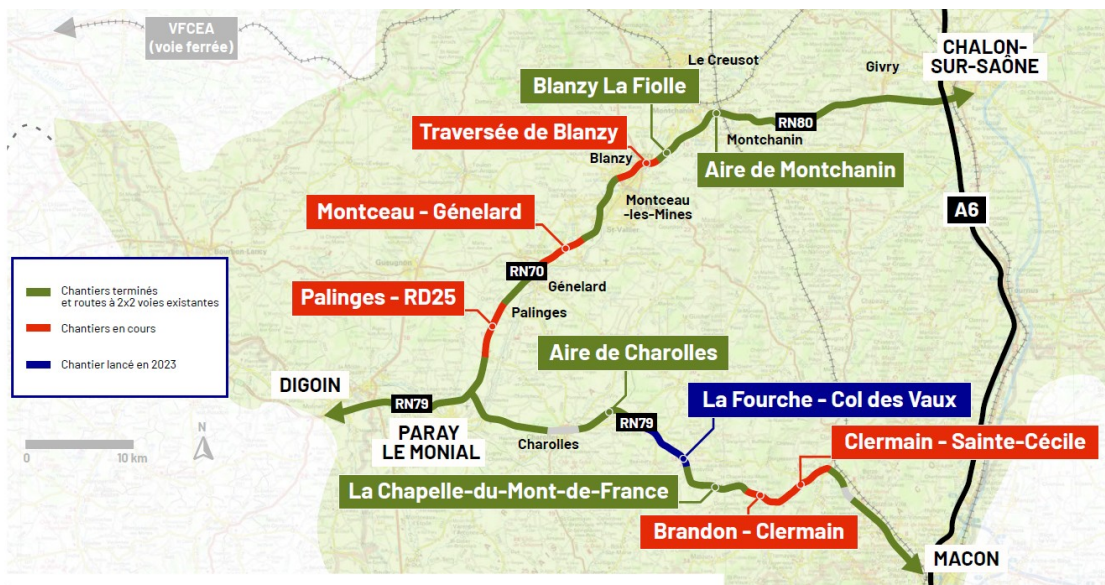 VFCEA
(voie ferrée)
CHALON-
SUR-SAÔNE
Le Creusot
Givry
Blanzy La Fiolle
Traversée de Blanzy
RN80
Montchanin
Blanzy
Aire de Montchanin
Montceau
-les-Mines
Montceau - Génelard
A6
RN70
Génelard
Chantiers terminés
et routes à 2x2 voies existantes
Chantiers en cours
Chantier lancé en 2023
Palinges - RD25
Palinges
Aire de Charolles
DIGOIN
RN79
La Fourche - Col des Vaux
RN79
PARAY
LE MONIAL
Charolles
Clermain - Sainte-Cécile
N
0
10 km
La Chapelle-du-Mont-de-France
Brandon - Clermain
MACON